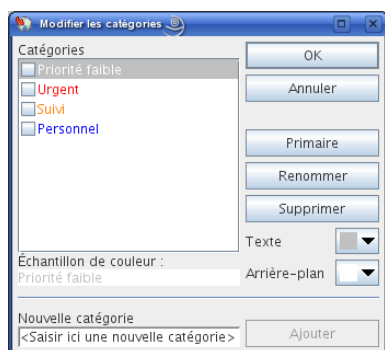 Modifier les catégories
Catégories
Priorité faible
Urgent
Suivi
Personnel
OK
Annuler
Primaire
Renommer
Supprimer
Texte
Arrière-plan
Échantillon de couleur :
Priorité faible
Nouvelle catégorie
<Saisir ici une nouvelle catégorie>
Ajouter